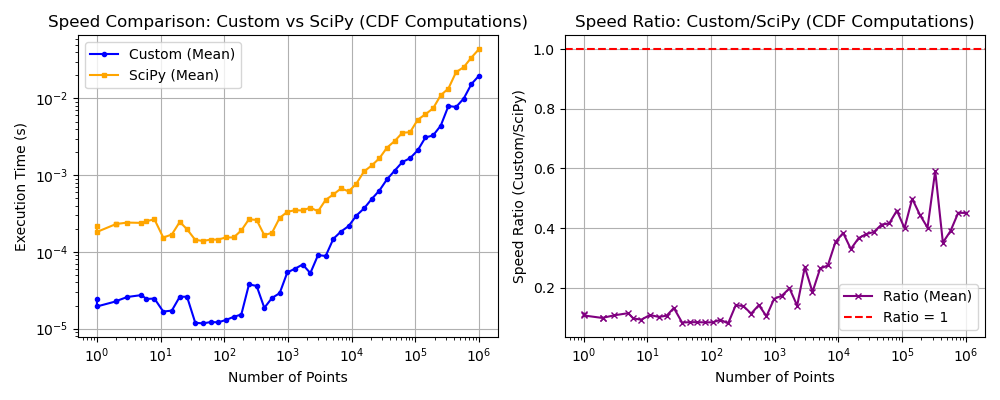 Speed Comparison: Custom vs SciPy (CDF Computations)
Custom (Mean)
SciPy (Mean)
Execution Time (s)
10⁻²
10⁻³
10⁻⁴
10⁻⁵
10⁰ 10¹ 10² 10³ 10⁴ 10⁵ 10⁶
Number of Points
Speed Ratio: Custom/SciPy (CDF Computations)
Speed Ratio (Custom/SciPy)
1.0
0.8
0.6
0.4
0.2
Ratio (Mean)
Ratio = 1
10⁰ 10¹ 10² 10³ 10⁴ 10⁵ 10⁶
Number of Points